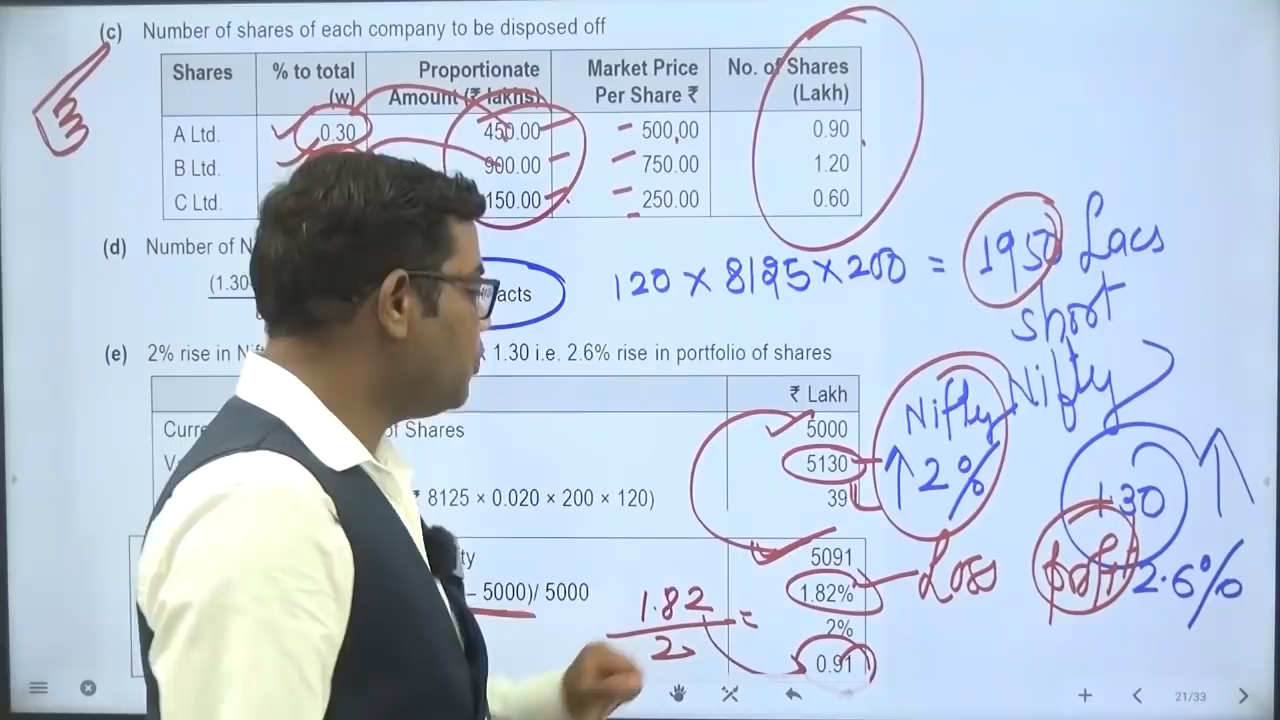 (c) Number of shares of each company to be disposed off
Shares % to total (w) Proportionate Amount (₹ lakhs) Market Price Per Share ₹ No. of Shares (Lakh)
A Ltd. 0.30 450.00 500.00 0.90
B Ltd. 900.00 750.00 1.20
C Ltd. 150.00 250.00 0.60
(d) Number of N
(1.30 acts
120 × 8125 × 200 = 1950 Lacs
short
Nifty
(e) 2% rise in Nif 1.30 i.e. 2.6% rise in portfolio of shares
₹ Lakh
Curre of Shares 5000
5130
₹ 8125 × 0.020 × 200 × 120) 39
Nifty
↑ 2%
1.30 ↑
ty 5091
– 5000)/ 5000 1.82%
Loss profit 2.6%
2%
0.91
1.82 =
2
21/33